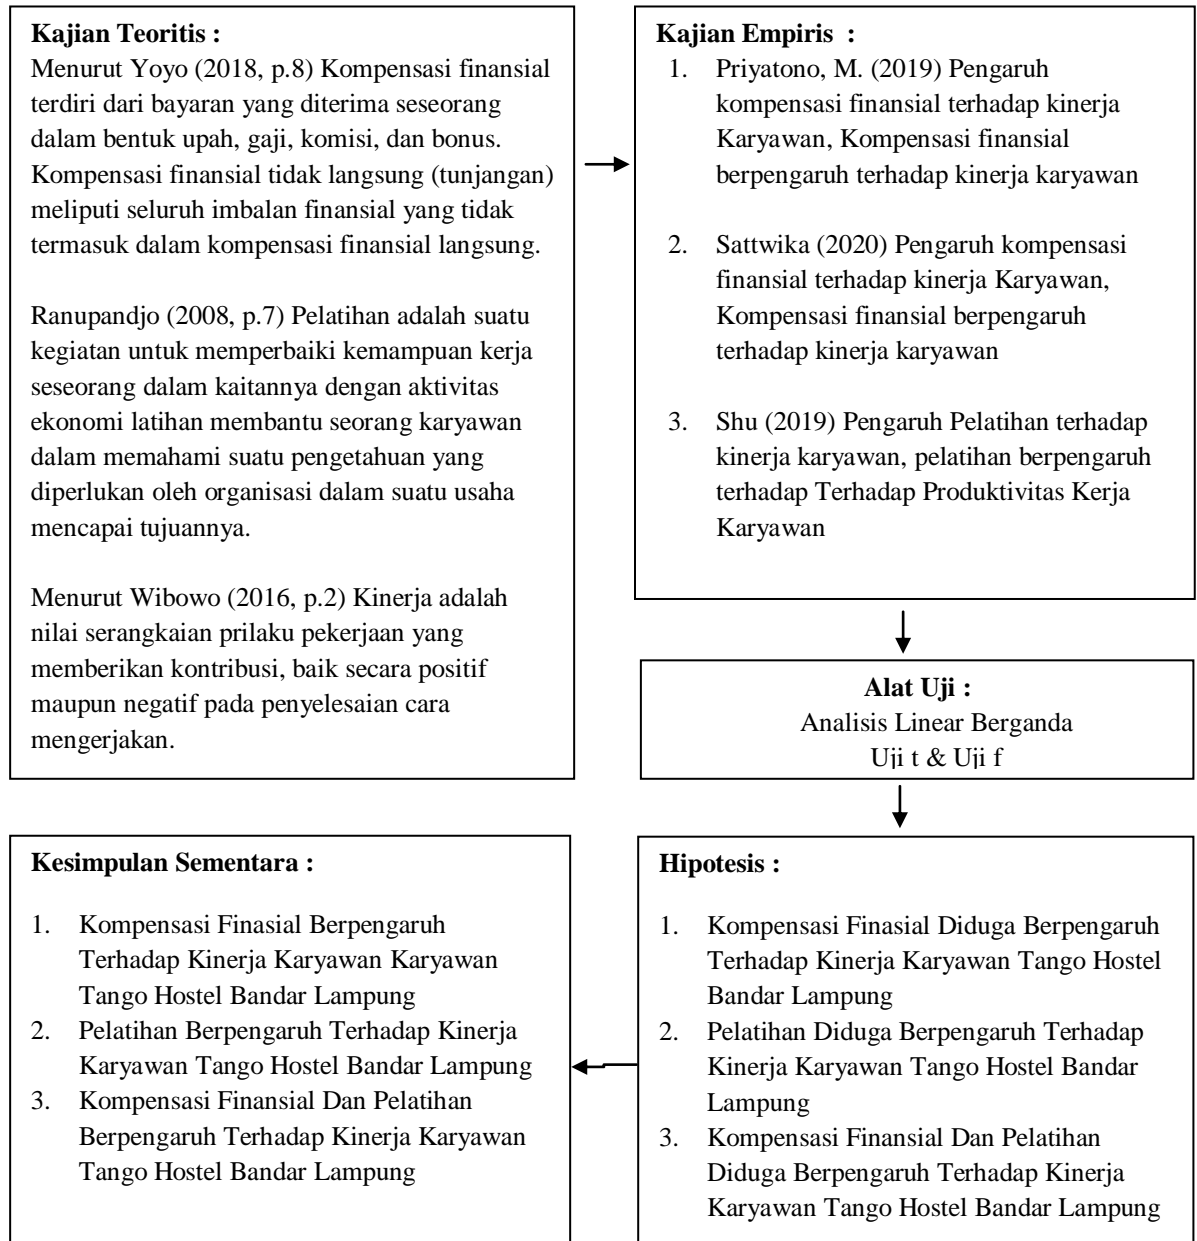 Kajian Teoritis :
Menurut Yoyo (2018, p.8) Kompensasi finansial
terdiri dari bayaran yang diterima seseorang
dalam bentuk upah, gaji, komisi, dan bonus.
Kompensasi finansial tidak langsung (tunjangan)
meliputi seluruh imbalan finansial yang tidak
termasuk dalam kompensasi finansial langsung.
Ranupandjo (2008, p.7) Pelatihan adalah suatu
kegiatan untuk memperbaiki kemampuan kerja
seseorang dalam kaitannya dengan aktivitas
ekonomi latihan membantu seorang karyawan
dalam memahami suatu pengetahuan yang
diperlukan oleh organisasi dalam suatu usaha
mencapai tujuannya.
Menurut Wibowo (2016, p.2) Kinerja adalah
nilai serangkaian prilaku pekerjaan yang
memberikan kontribusi, baik secara positif
maupun negatif pada penyelesaian cara
mengerjakan.
Kajian Empiris :
1. Priyatono, M. (2019) Pengaruh
kompensasi finansial terhadap kinerja
Karyawan, Kompensasi finansial
berpengaruh terhadap kinerja karyawan
2. Sattwika (2020) Pengaruh kompensasi
finansial terhadap kinerja Karyawan,
Kompensasi finansial berpengaruh
terhadap kinerja karyawan
3. Shu (2019) Pengaruh Pelatihan terhadap
kinerja karyawan, pelatihan berpengaruh
terhadap Terhadap Produktivitas Kerja
Karyawan
Alat Uji :
Analisis Linear Berganda
Uji t & Uji f
Hipotesis :
1. Kompensasi Finasial Diduga Berpengaruh
Terhadap Kinerja Karyawan Tango Hostel
Bandar Lampung
2. Pelatihan Diduga Berpengaruh Terhadap
Kinerja Karyawan Tango Hostel Bandar
Lampung
3. Kompensasi Finansial Dan Pelatihan
Diduga Berpengaruh Terhadap Kinerja
Karyawan Tango Hostel Bandar Lampung
Kesimpulan Sementara :
1. Kompensasi Finasial Berpengaruh
Terhadap Kinerja Karyawan Karyawan
Tango Hostel Bandar Lampung
2. Pelatihan Berpengaruh Terhadap Kinerja
Karyawan Tango Hostel Bandar Lampung
3. Kompensasi Finansial Dan Pelatihan
Berpengaruh Terhadap Kinerja Karyawan
Tango Hostel Bandar Lampung